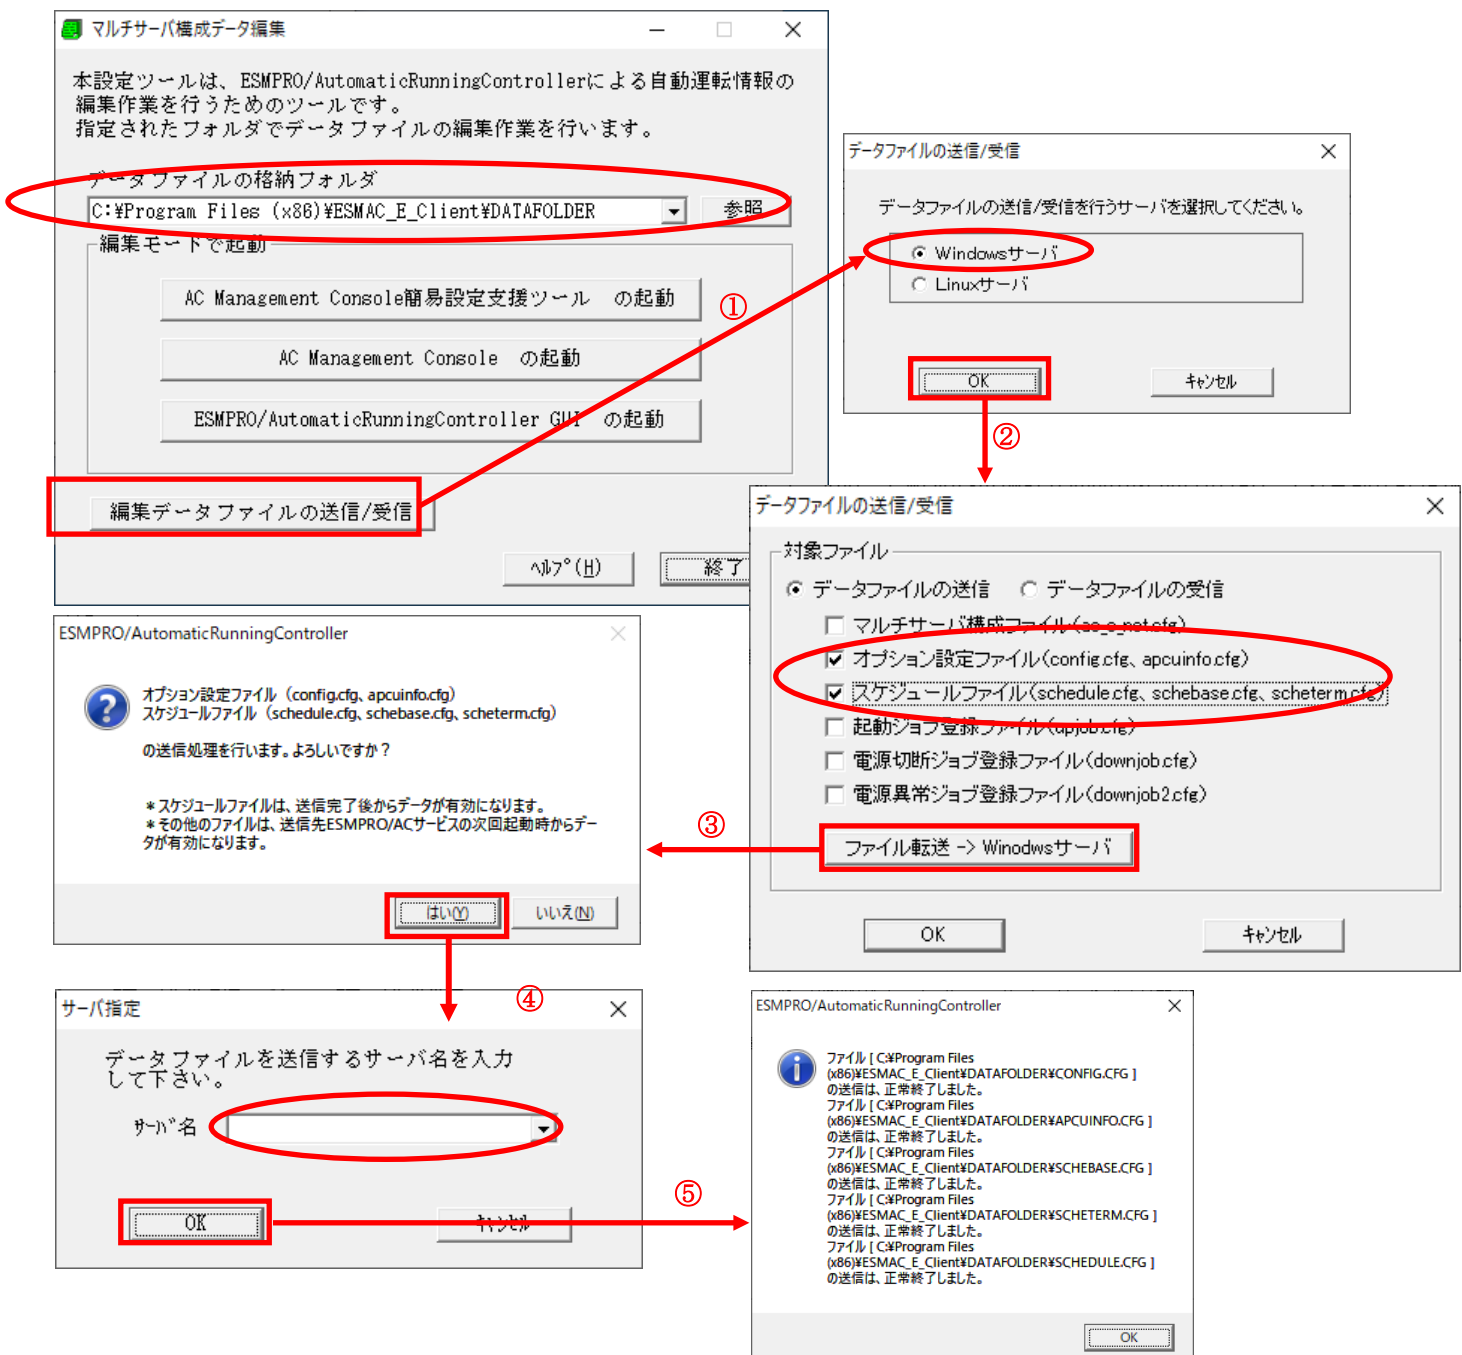 マルチサーバ構成データ編集
本設定ツールは、ESMPRO/AutomaticRunningControllerによる自動運転情報の
編集作業を行うためのツールです。
指定されたフォルダでデータファイルの編集作業を行います。
データファイルの格納フォルダ
C:¥Program Files (x86)¥ESMAC_E_Client¥DATAFOLDER
参照
編集モードで起動
AC Management Console簡易設定支援ツール の起動
AC Management Console の起動
ESMPRO/AutomaticRunningController GUI の起動
編集データファイルの送信/受信
ヘルプ(H)
終了
①
データファイルの送信/受信
データファイルの送信/受信を行うサーバを選択してください。
Windowsサーバ
Linuxサーバ
OK
キャンセル
②
データファイルの送信/受信
対象ファイル
データファイルの送信
データファイルの受信
マルチサーバ構成ファイル(ac_e_net.cfg)
オプション設定ファイル(config.cfg、apcuinfo.cfg)
スケジュールファイル(schedule.cfg、schebase.cfg、scheterm.cfg)
起動ジョブ登録ファイル(upjob.cfg)
電源切断ジョブ登録ファイル(downjob.cfg)
電源異常ジョブ登録ファイル(downjob2.cfg)
ファイル転送 -> Winodwsサーバ
OK
キャンセル
③
ESMPRO/AutomaticRunningController
オプション設定ファイル (config.cfg, apcuinfo.cfg)
スケジュールファイル (schedule.cfg、schebase.cfg、scheterm.cfg)
の送信処理を行います。よろしいですか？
＊スケジュールファイルは、送信完了後からデータが有効になります。
＊その他のファイルは、送信先ESMPRO/ACサービスの次回起動時からデー
タが有効になります。
はい(Y)
いいえ(N)
④
サーバ指定
データファイルを送信するサーバ名を入力
して下さい。
サーバ名
OK
キャンセル
⑤
ESMPRO/AutomaticRunningController
ファイル [ C:¥Program Files
(x86)¥ESMAC_E_Client¥DATAFOLDER¥CONFIG.CFG ]
の送信は、正常終了しました。
ファイル [ C:¥Program Files
(x86)¥ESMAC_E_Client¥DATAFOLDER¥APCUINFO.CFG ]
の送信は、正常終了しました。
ファイル [ C:¥Program Files
(x86)¥ESMAC_E_Client¥DATAFOLDER¥SCHEBASE.CFG ]
の送信は、正常終了しました。
ファイル [ C:¥Program Files
(x86)¥ESMAC_E_Client¥DATAFOLDER¥SCHETERM.CFG ]
の送信は、正常終了しました。
ファイル [ C:¥Program Files
(x86)¥ESMAC_E_Client¥DATAFOLDER¥SCHEDULE.CFG ]
の送信は、正常終了しました。
OK